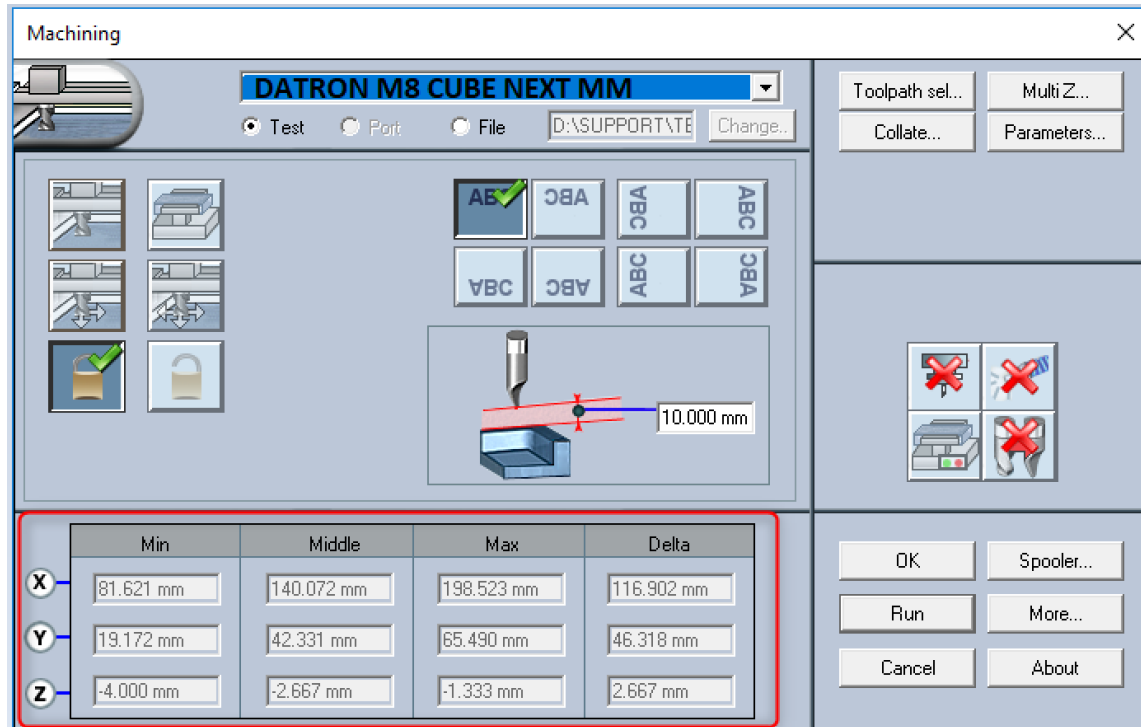 Machining
DATRON M8 CUBE NEXT MM
Test Port File D:\SUPPORT\TE Change..
Toolpath sel... Multi Z...
Collate... Parameters...
ABC ABC ABC ABC
ABC ABC ABC ABC
10.000 mm
Min Middle Max Delta
X 81.621 mm 140.072 mm 198.523 mm 116.902 mm
Y 19.172 mm 42.331 mm 65.490 mm 46.318 mm
Z -4.000 mm -2.667 mm -1.333 mm 2.667 mm
OK Spooler...
Run More...
Cancel About